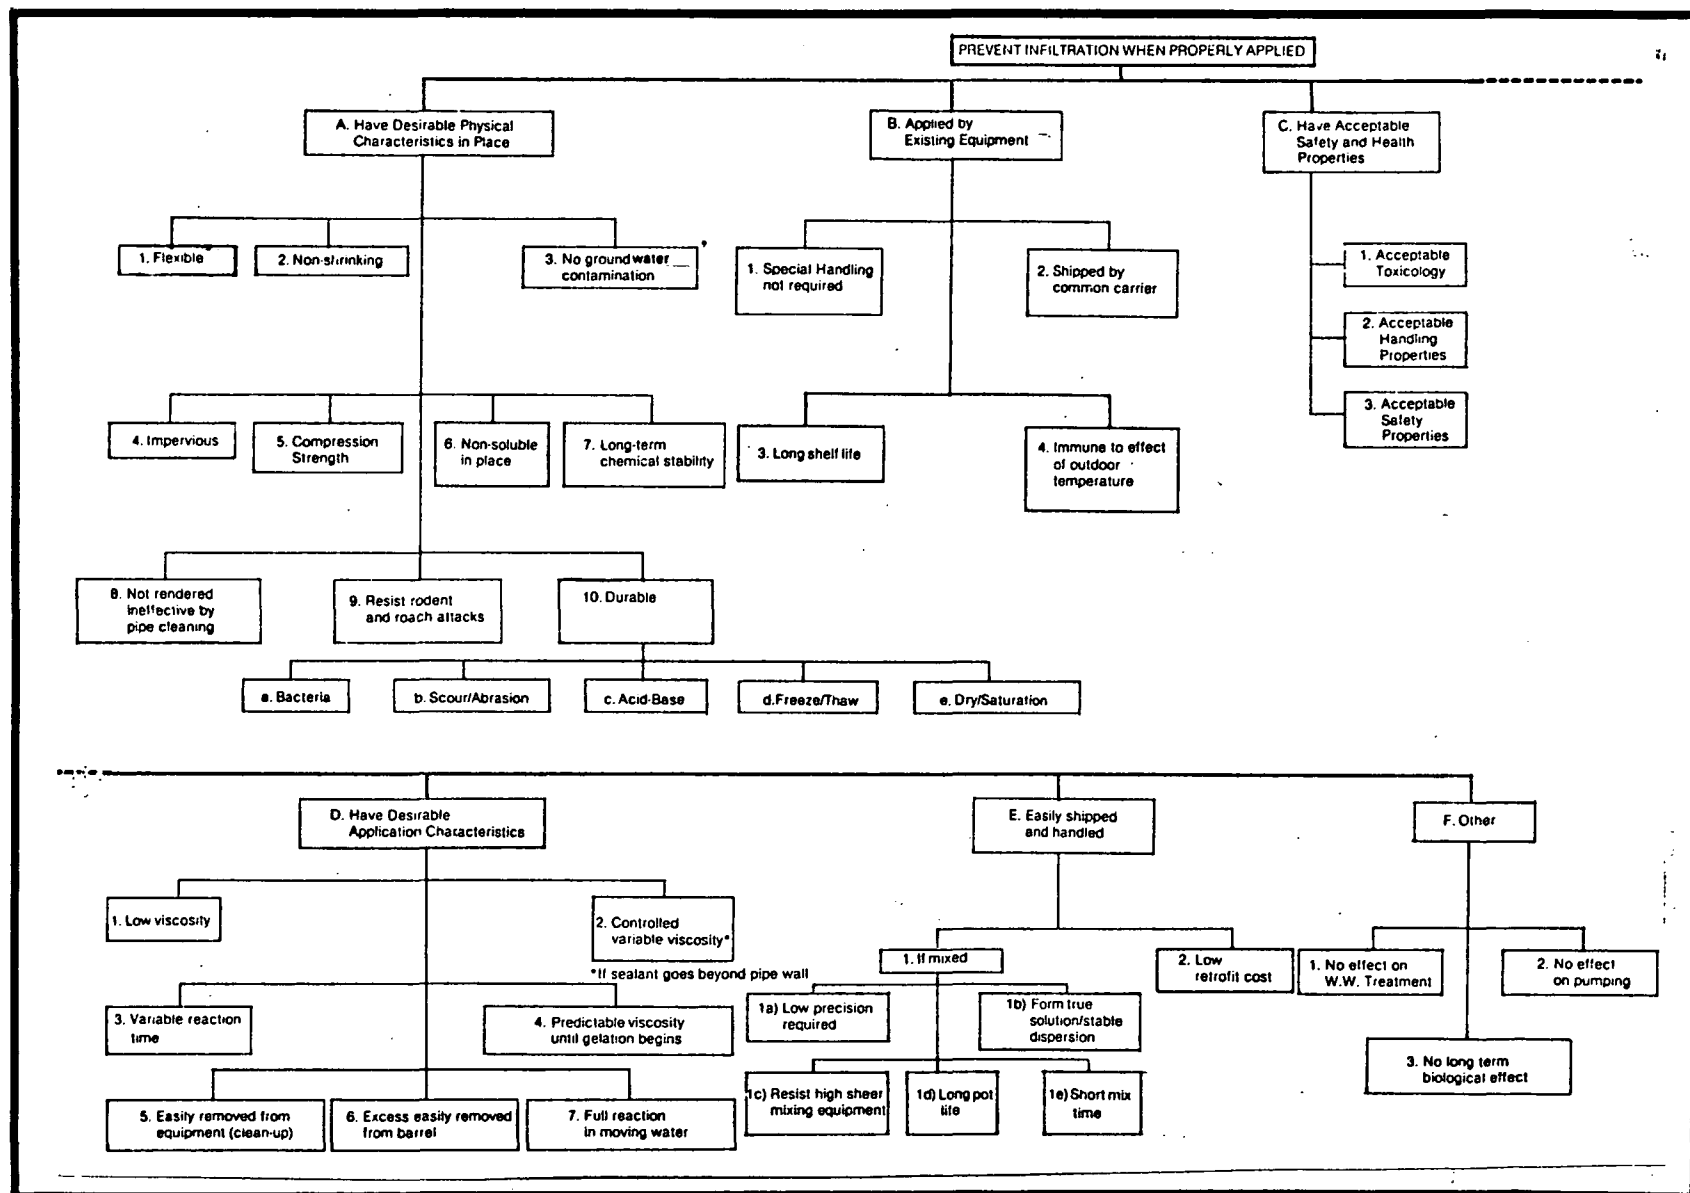 PREVENT INFILTRATION WHEN PROPERLY APPLIED
A. Have Desirable Physical
Characteristics in Place
B. Applied by
Existing Equipment
C. Have Acceptable
Safety and Health
Properties
1. Flexible
2. Non-shrinking
3. No ground water
contamination
1. Special Handling
not required
2. Shipped by
common carrier
1. Acceptable
Toxicology
2. Acceptable
Handling
Properties
3. Acceptable
Safety
Properties
4. Impervious
5. Compression
Strength
6. Non-soluble
in place
7. Long-term
chemical stability
3. Long shelf life
4. Immune to effect
of outdoor
temperature
8. Not rendered
ineffective by
pipe cleaning
9. Resist rodent
and roach attacks
10. Durable
a. Bacteria
b. Scour/Abrasion
c. Acid-Base
d. Freeze/Thaw
e. Dry/Saturation
D. Have Desirable
Application Characteristics
E. Easily shipped
and handled
F. Other
1. Low viscosity
2. Controlled
variable viscosity*
*If sealant goes beyond pipe wall
3. Variable reaction
time
4. Predictable viscosity
until gelation begins
5. Easily removed from
equipment (clean-up)
6. Excess easily removed
from barrel
7. Full reaction
in moving water
1. If mixed
2. Low
retrofit cost
1a) Low precision
required
1b) Form true
solution/stable
dispersion
1c) Resist high sheer
mixing equipment
1d) Long pot
life
1e) Short mix
time
1. No effect on
W.W. Treatment
2. No effect
on pumping
3. No long term
biological effect